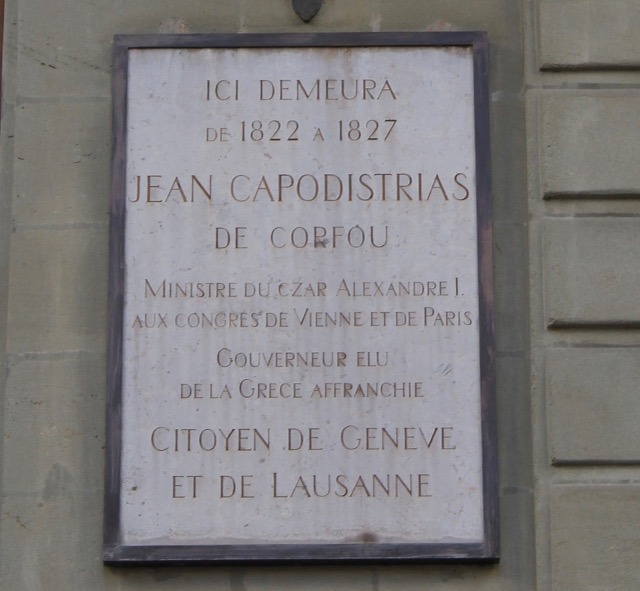 ICI DEMEURA
DE 1822 A 1827
JEAN CAPODISTRIAS
DE CORFOU
MINISTRE DU CZAR ALEXANDRE I.
AUX CONGRES DE VIENNE ET DE PARIS
GOUVERNEUR ELU
DE LA GRECE AFFRANCHIE
CITOYEN DE GENEVE
ET DE LAUSANNE